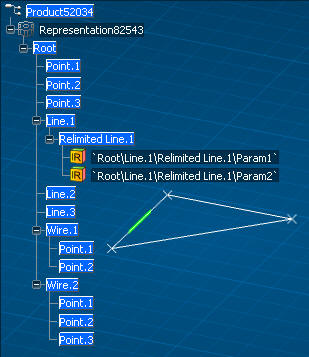 Product52034
Representation82543
Root
Point.1
Point.2
Point.3
Line.1
Relimited Line.1
`Root\Line.1\Relimited Line.1\Param1`
`Root\Line.1\Relimited Line.1\Param2`
Line.2
Line.3
Wire.1
Point.1
Point.2
Wire.2
Point.1
Point.2
Point.3